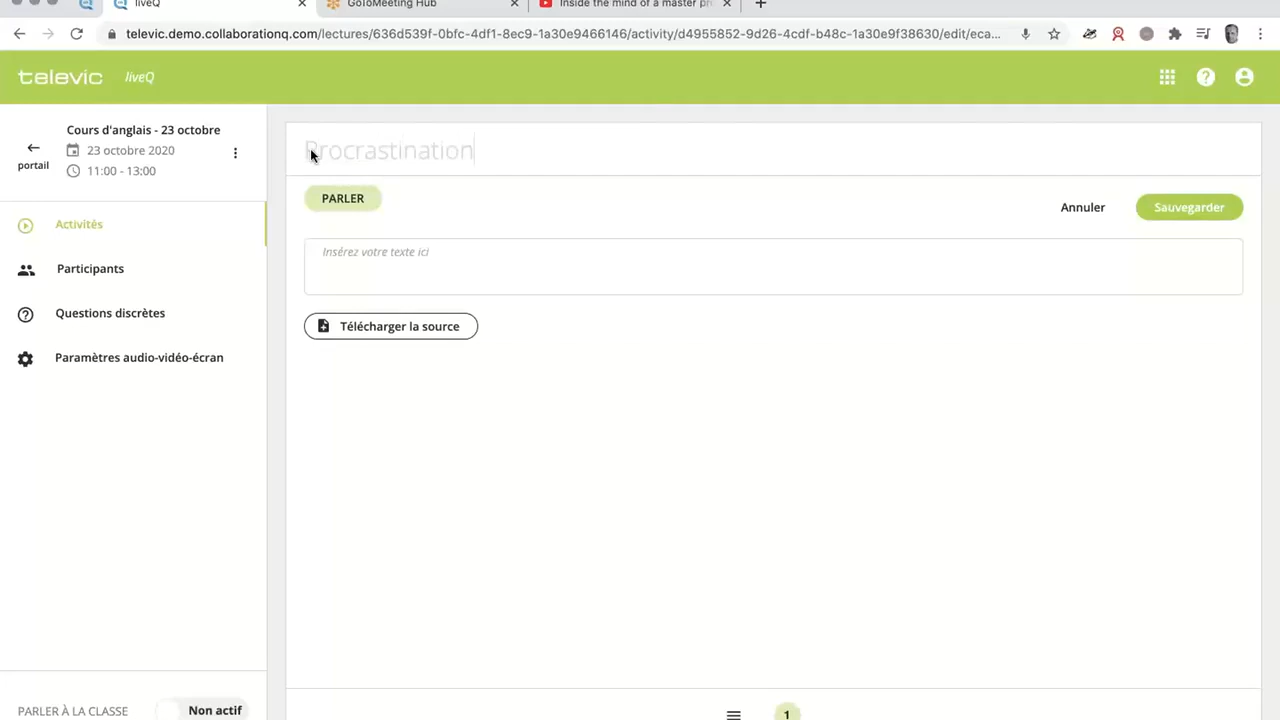 liveQ
GoToMeeting Hub
Inside the mind of a master pr
televic.demo.collaborationq.com/lectures/636d539f-0bfc-4df1-8ec9-1a30e9466146/activity/d4955852-9d26-4cdf-b48c-1a30e9f38630/edit/eca...
televic liveQ
Cours d'anglais - 23 octobre
23 octobre 2020
11:00 - 13:00
portail
Activités
Participants
Questions discrètes
Paramètres audio-vidéo-écran
PARLER À LA CLASSE Non actif
Procrastination
PARLER
Annuler Sauvegarder
Insérez votre texte ici
Télécharger la source
1